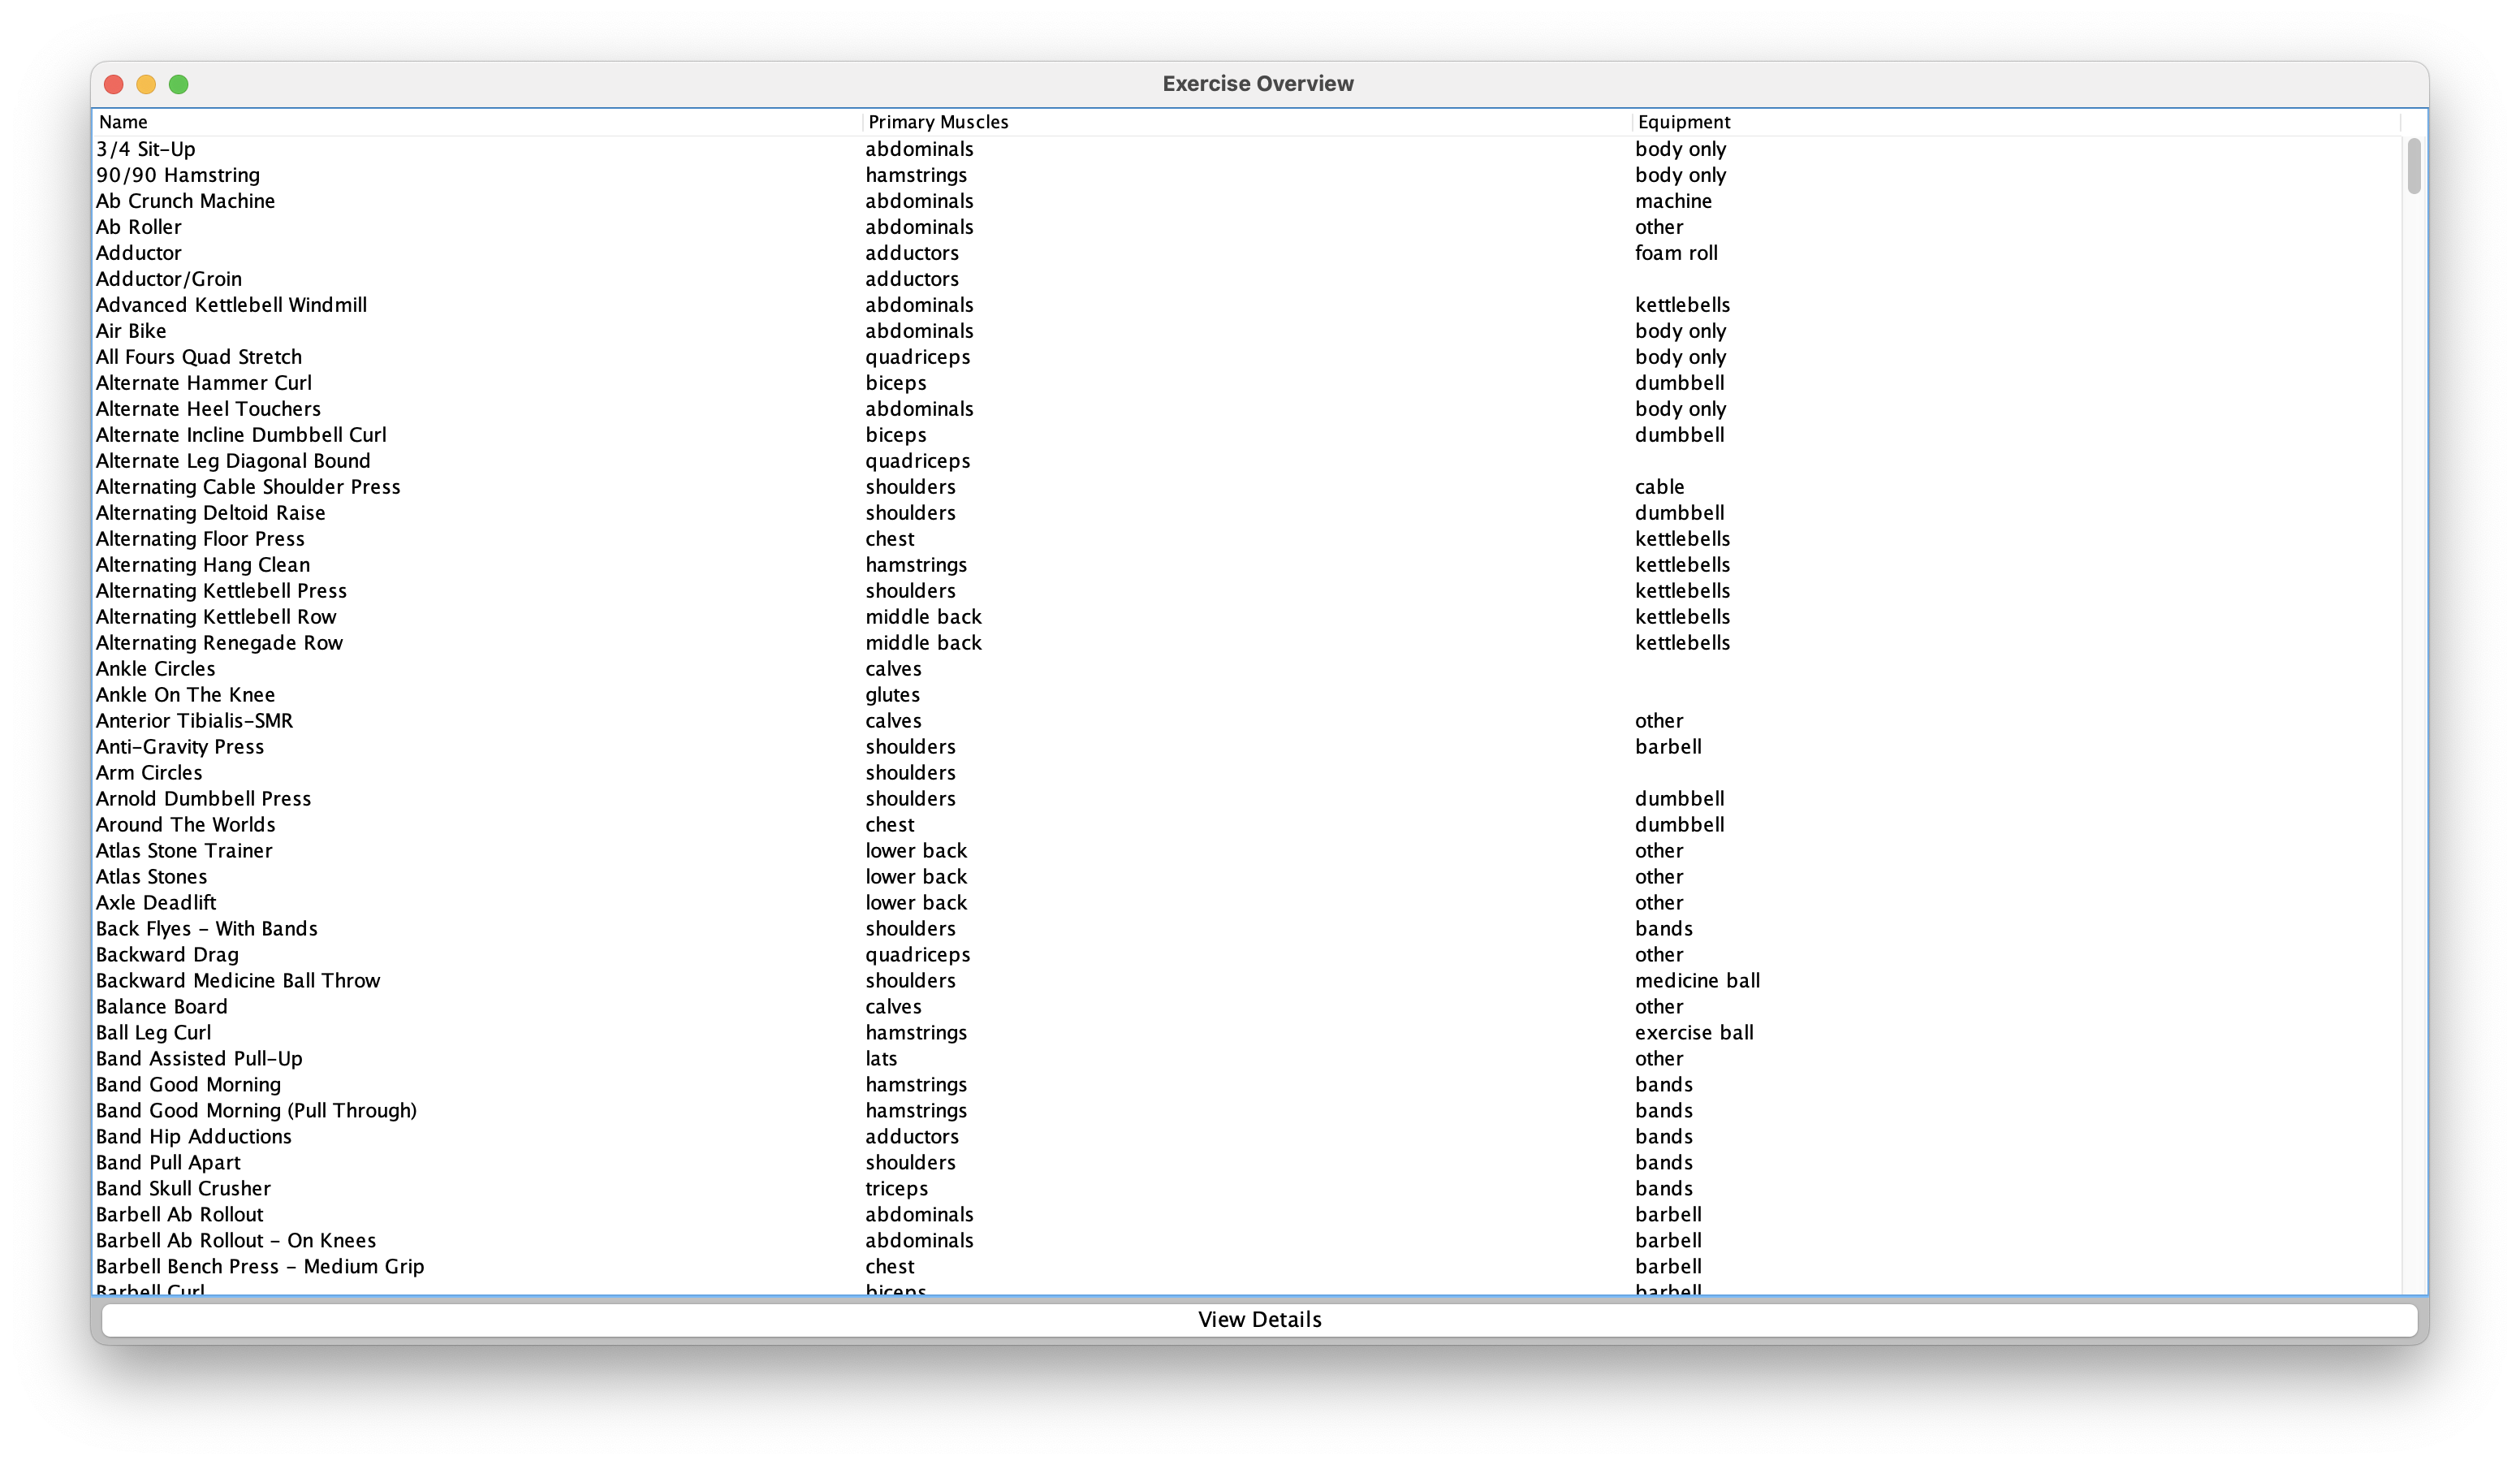 Exercise Overview
Name Primary Muscles Equipment
3/4 Sit-Up abdominals body only
90/90 Hamstring hamstrings body only
Ab Crunch Machine abdominals machine
Ab Roller abdominals other
Adductor adductors foam roll
Adductor/Groin adductors
Advanced Kettlebell Windmill abdominals kettlebells
Air Bike abdominals body only
All Fours Quad Stretch quadriceps body only
Alternate Hammer Curl biceps dumbbell
Alternate Heel Touchers abdominals body only
Alternate Incline Dumbbell Curl biceps dumbbell
Alternate Leg Diagonal Bound quadriceps
Alternating Cable Shoulder Press shoulders cable
Alternating Deltoid Raise shoulders dumbbell
Alternating Floor Press chest kettlebells
Alternating Hang Clean hamstrings kettlebells
Alternating Kettlebell Press shoulders kettlebells
Alternating Kettlebell Row middle back kettlebells
Alternating Renegade Row middle back kettlebells
Ankle Circles calves
Ankle On The Knee glutes
Anterior Tibialis-SMR calves other
Anti-Gravity Press shoulders barbell
Arm Circles shoulders
Arnold Dumbbell Press shoulders dumbbell
Around The Worlds chest dumbbell
Atlas Stone Trainer lower back other
Atlas Stones lower back other
Axle Deadlift lower back other
Back Flyes - With Bands shoulders bands
Backward Drag quadriceps other
Backward Medicine Ball Throw shoulders medicine ball
Balance Board calves other
Ball Leg Curl hamstrings exercise ball
Band Assisted Pull-Up lats other
Band Good Morning hamstrings bands
Band Good Morning (Pull Through) hamstrings bands
Band Hip Adductions adductors bands
Band Pull Apart shoulders bands
Band Skull Crusher triceps bands
Barbell Ab Rollout abdominals barbell
Barbell Ab Rollout - On Knees abdominals barbell
Barbell Bench Press - Medium Grip chest barbell
Barbell Curl biceps barbell
View Details